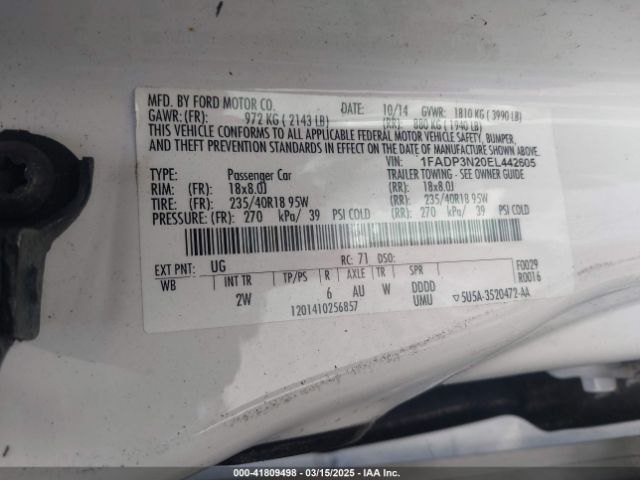 MFD. BY FORD MOTOR CO. DATE: 10/14 GVWR: 1810 KG ( 3990 LB)
GAWR: (FR): 972 KG ( 2143 LB) (RR): 880 KG ( 1940 LB)
THIS VEHICLE CONFORMS TO ALL APPLICABLE FEDERAL MOTOR VEHICLE SAFETY, BUMPER,
AND THEFT PREVENTION STANDARDS IN EFFECT ON THE DATE OF MANUFACTURE SHOWN ABOVE.
VIN: 1FADP3N20EL442605
TYPE: Passenger Car TRAILER TOWING - SEE OWNER GUIDE
RIM: (FR): 18x8.0J (RR): 18x8.0J
TIRE: (FR): 235/40R18 95W (RR): 235/40R18 95W
PRESSURE: (FR): 270 kPa/ 39 PSI COLD (RR): 270 kPa/ 39 PSI COLD
EXT PNT: UG RC: 71 DSO: F0029
WB INT TR TP/PS R AXLE TR SPR R0016
2W 6 AU W DDDD
UMU ▽5U5A-3520472-AA
1201410256857
000-41809498 - 03/15/2025 - IAA Inc.